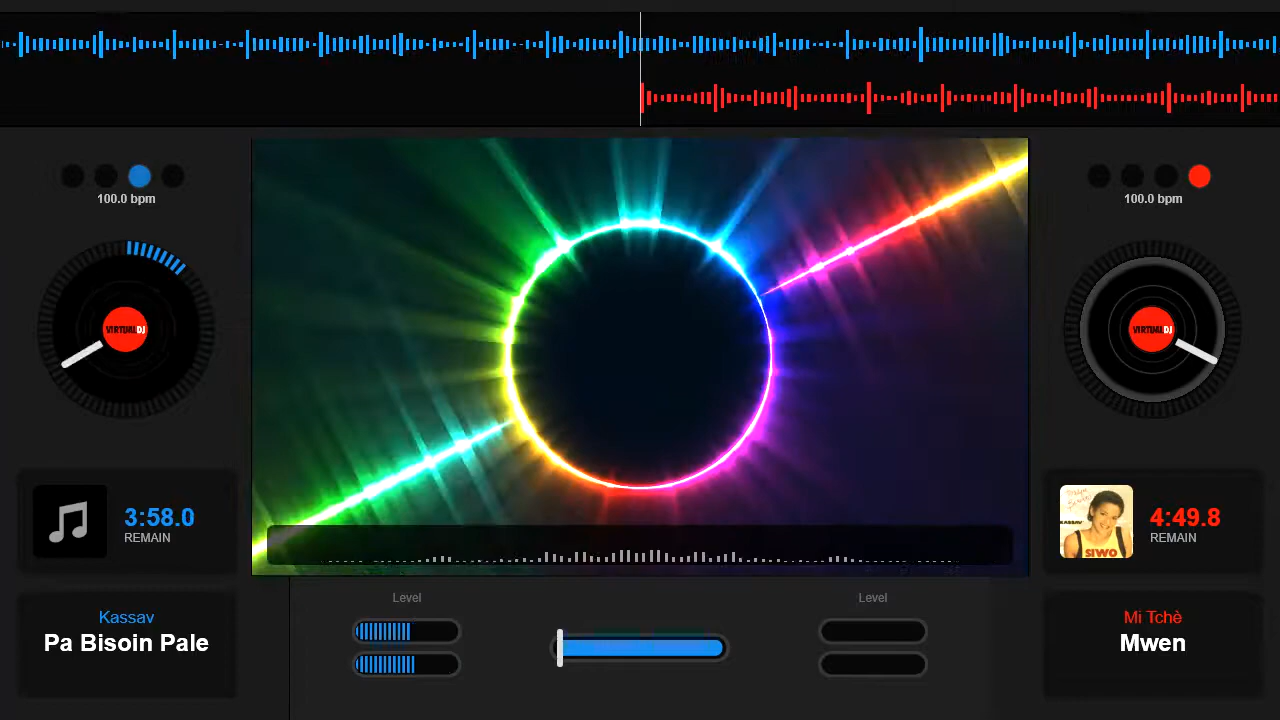 100.0 bpm
100.0 bpm
VIRTUALDJ
VIRTUALDJ
3:58.0
REMAIN
KASSAV
SIWO
4:49.8
REMAIN
Kassav
Pa Bisoin Pale
Level
Level
Mi Tchè
Mwen